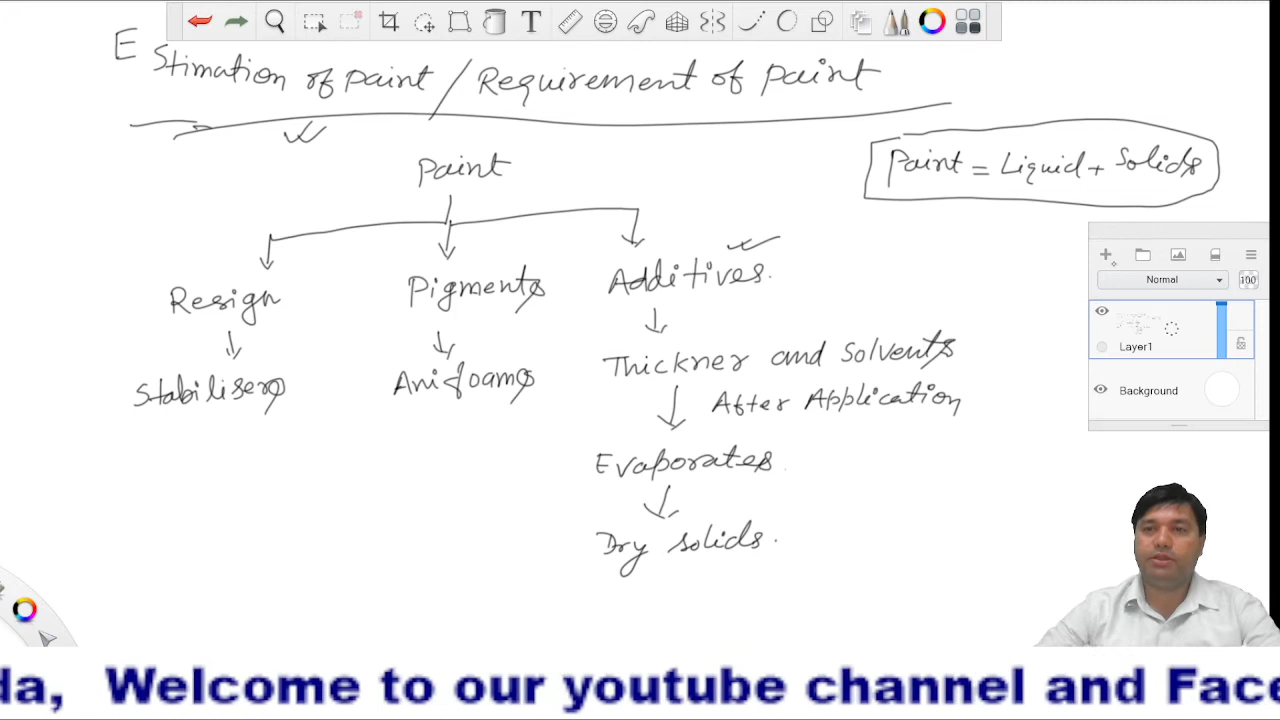 Estimation of paint / Requirement of paint
Paint
Paint = Liquid + Solids
Resign Pigments Additives.
Stabilisers Anifoams Thickner and Solvents
After Application
Evaporates
Dry solids.
Normal 100
Layer1
Background
da, Welcome to our youtube channel and Face